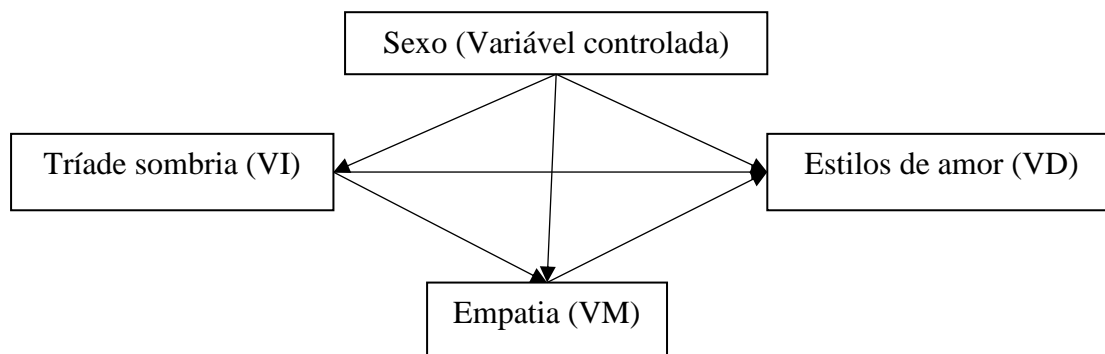 Sexo (Variável controlada)
Tríade sombria (VI)
Estilos de amor (VD)
Empatia (VM)